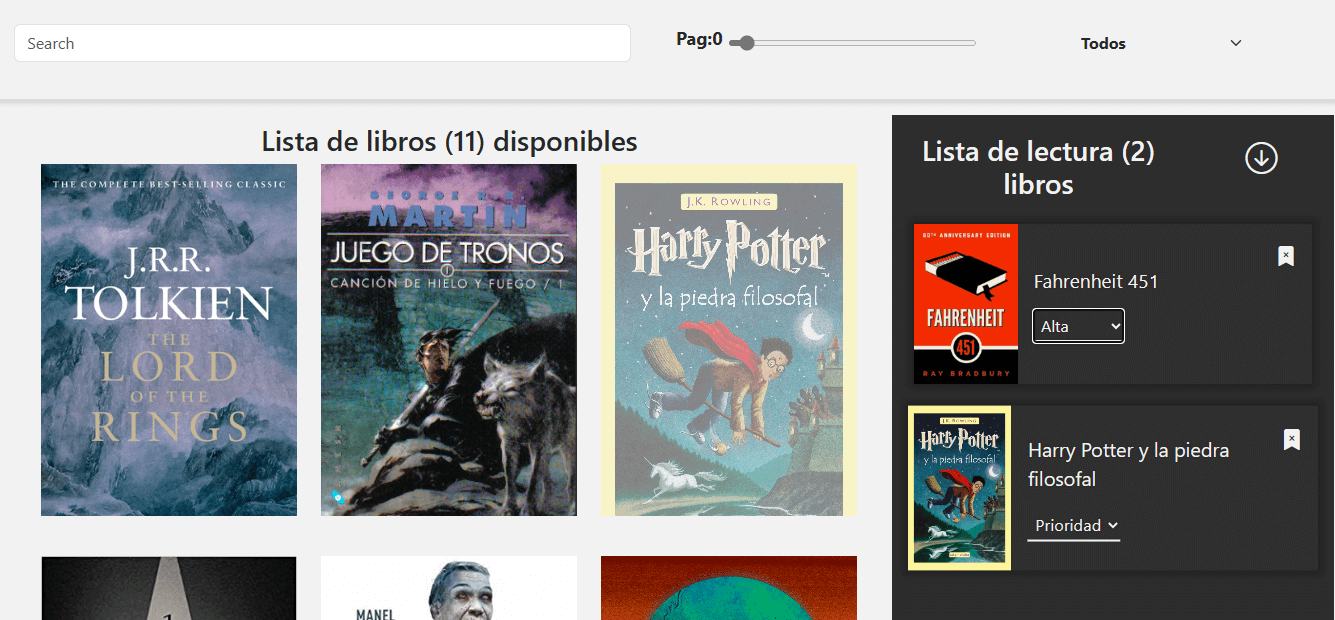 Search
Pag:0
Todos
Lista de libros (11) disponibles
THE COMPLETE BEST-SELLING CLASSIC
J.R.R.
TOLKIEN
THE
LORD
OF THE
RINGS
GEORGE R.R.
MARTIN
JUEGO DE TRONOS
CANCIÓN DE HIELO Y FUEGO / 1
J.K. ROWLING
Harry Potter
y la piedra filosofal
MANEL
Lista de lectura (2)
libros
60TH ANNIVERSARY EDITION
FAHRENHEIT
451
RAY BRADBURY
Fahrenheit 451
Alta
J.K. ROWLING
Harry Potter
y la piedra filosofal
Harry Potter y la piedra
filosofal
Prioridad